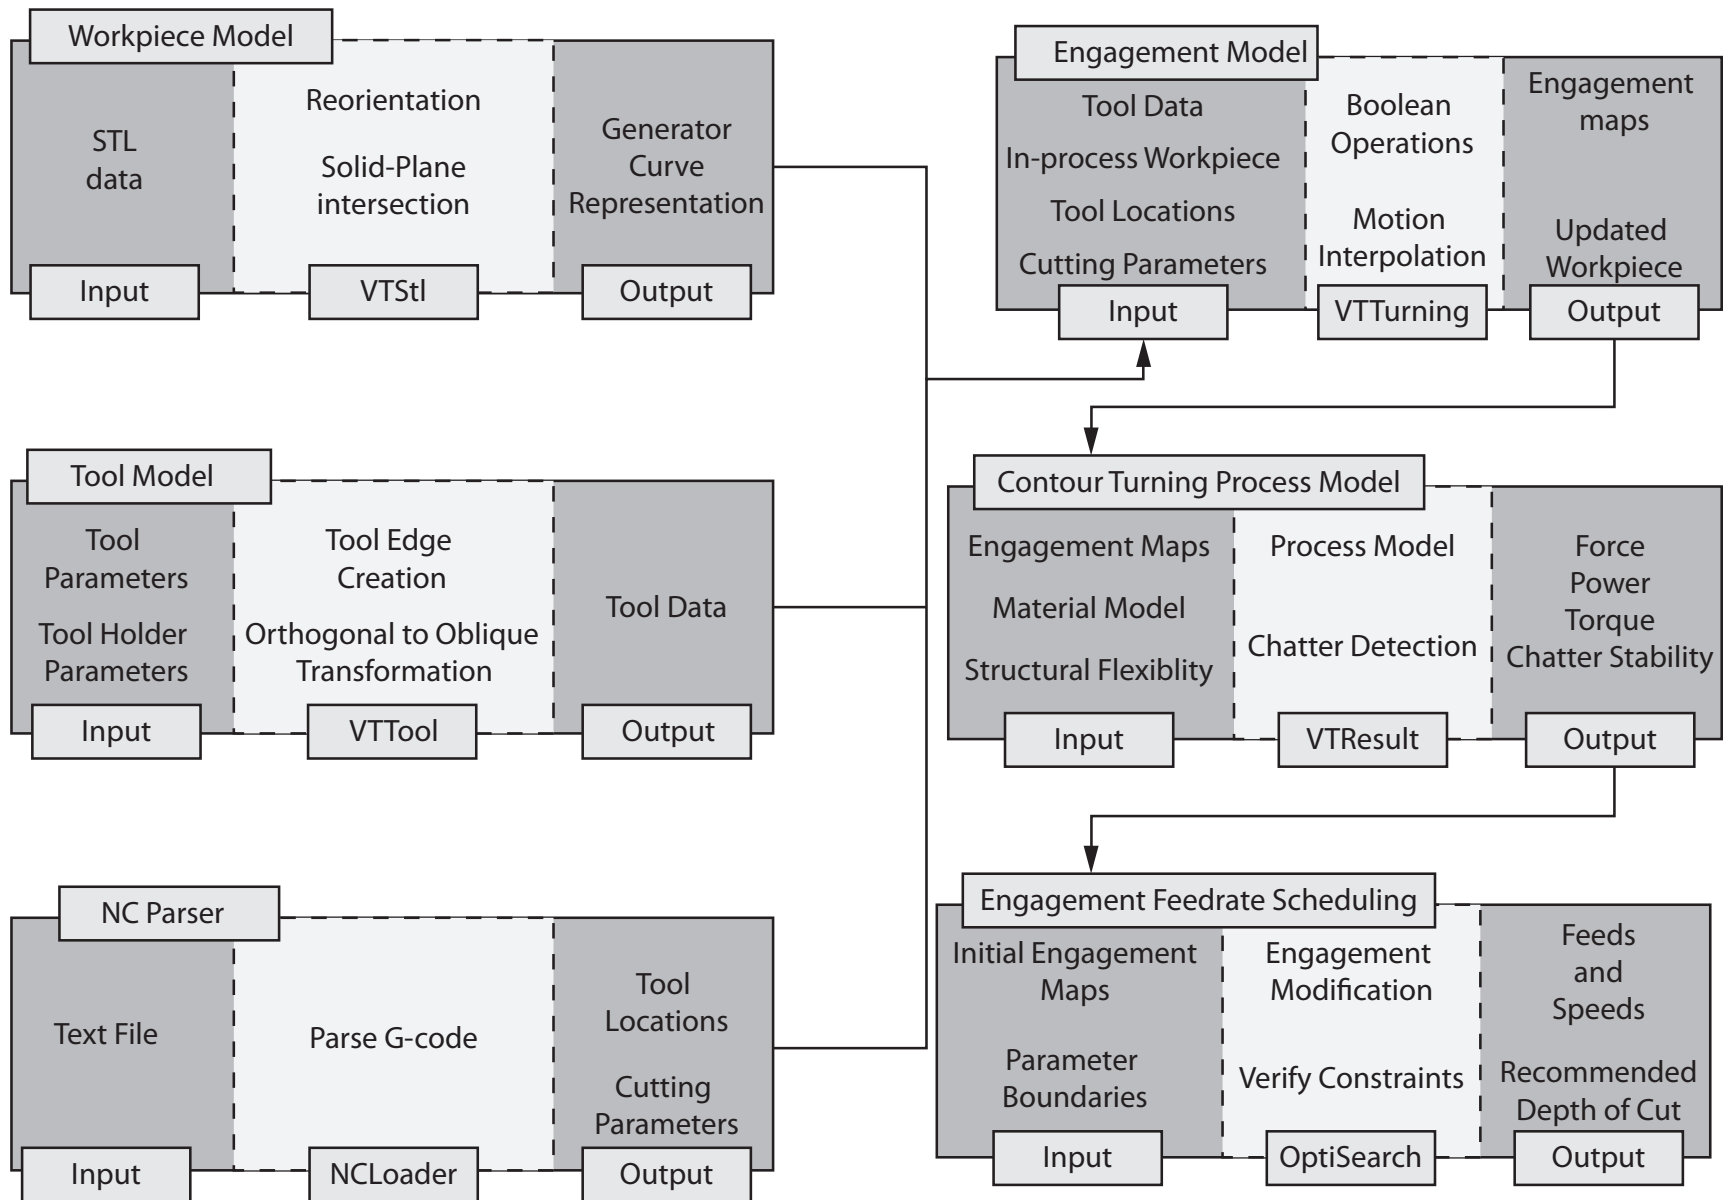 Workpiece Model
STL
data
Reorientation
Solid-Plane
intersection
Generator
Curve
Representation
Input
VTStl
Output
Tool Model
Tool
Parameters
Tool Holder
Parameters
Tool Edge
Creation
Orthogonal to Oblique
Transformation
Tool Data
Input
VTTool
Output
NC Parser
Text File
Parse G-code
Tool
Locations
Cutting
Parameters
Input
NCLoader
Output
Engagement Model
Tool Data
In-process Workpiece
Tool Locations
Cutting Parameters
Boolean
Operations
Motion
Interpolation
Engagement
maps
Updated
Workpiece
Input
VTTurning
Output
Contour Turning Process Model
Engagement Maps
Material Model
Structural Flexiblity
Process Model
Chatter Detection
Force
Power
Torque
Chatter Stability
Input
VTResult
Output
Engagement Feedrate Scheduling
Initial Engagement
Maps
Parameter
Boundaries
Engagement
Modification
Verify Constraints
Feeds
and
Speeds
Recommended
Depth of Cut
Input
OptiSearch
Output